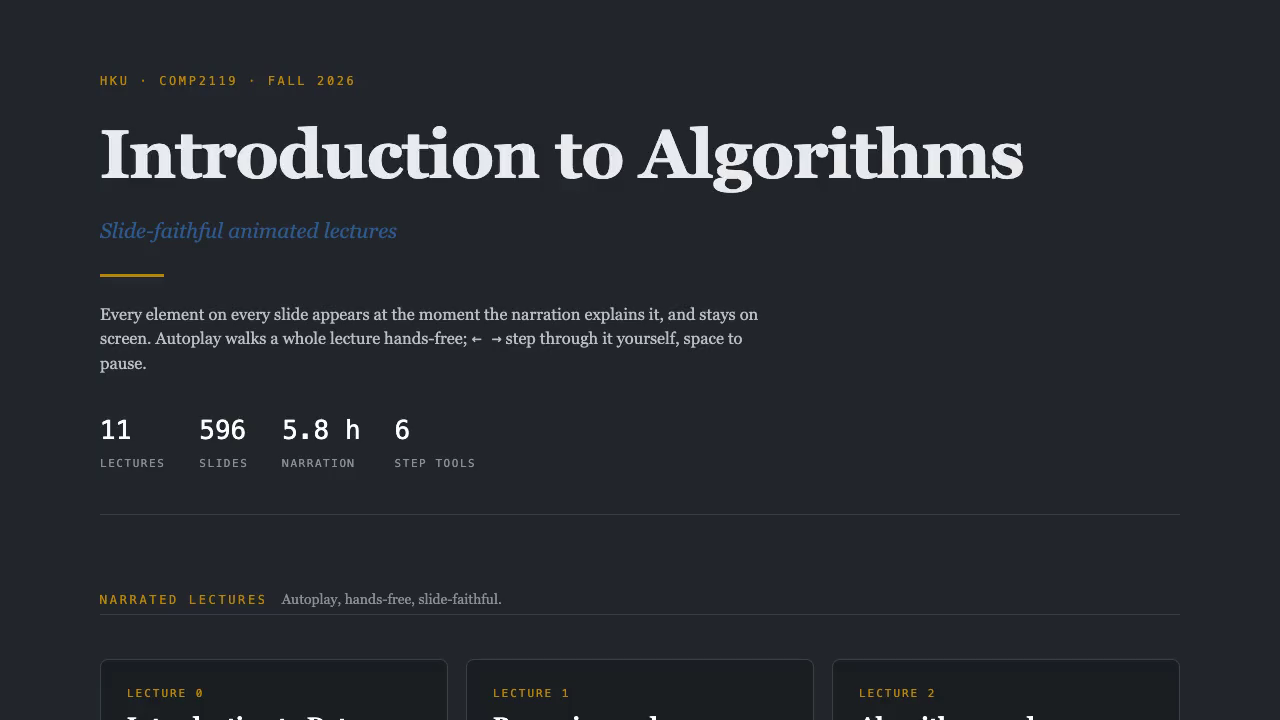 HKU · COMP2119 · FALL 2026
Introduction to Algorithms
Slide-faithful animated lectures
Every element on every slide appears at the moment the narration explains it, and stays on
screen. Autoplay walks a whole lecture hands-free; ← → step through it yourself, space to
pause.
11 596 5.8 h 6
LECTURES SLIDES NARRATION STEP TOOLS
NARRATED LECTURES Autoplay, hands-free, slide-faithful.
LECTURE 0 LECTURE 1 LECTURE 2